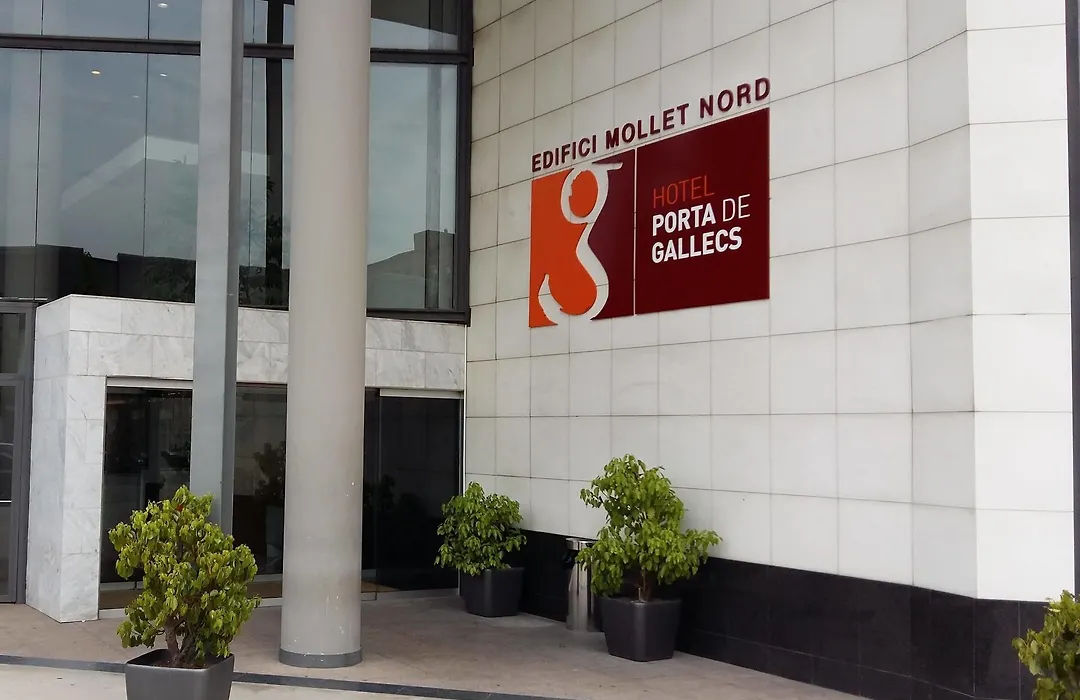 EDIFICI MOLLET NORD
g
HOTEL
PORTA DE
GALLECS